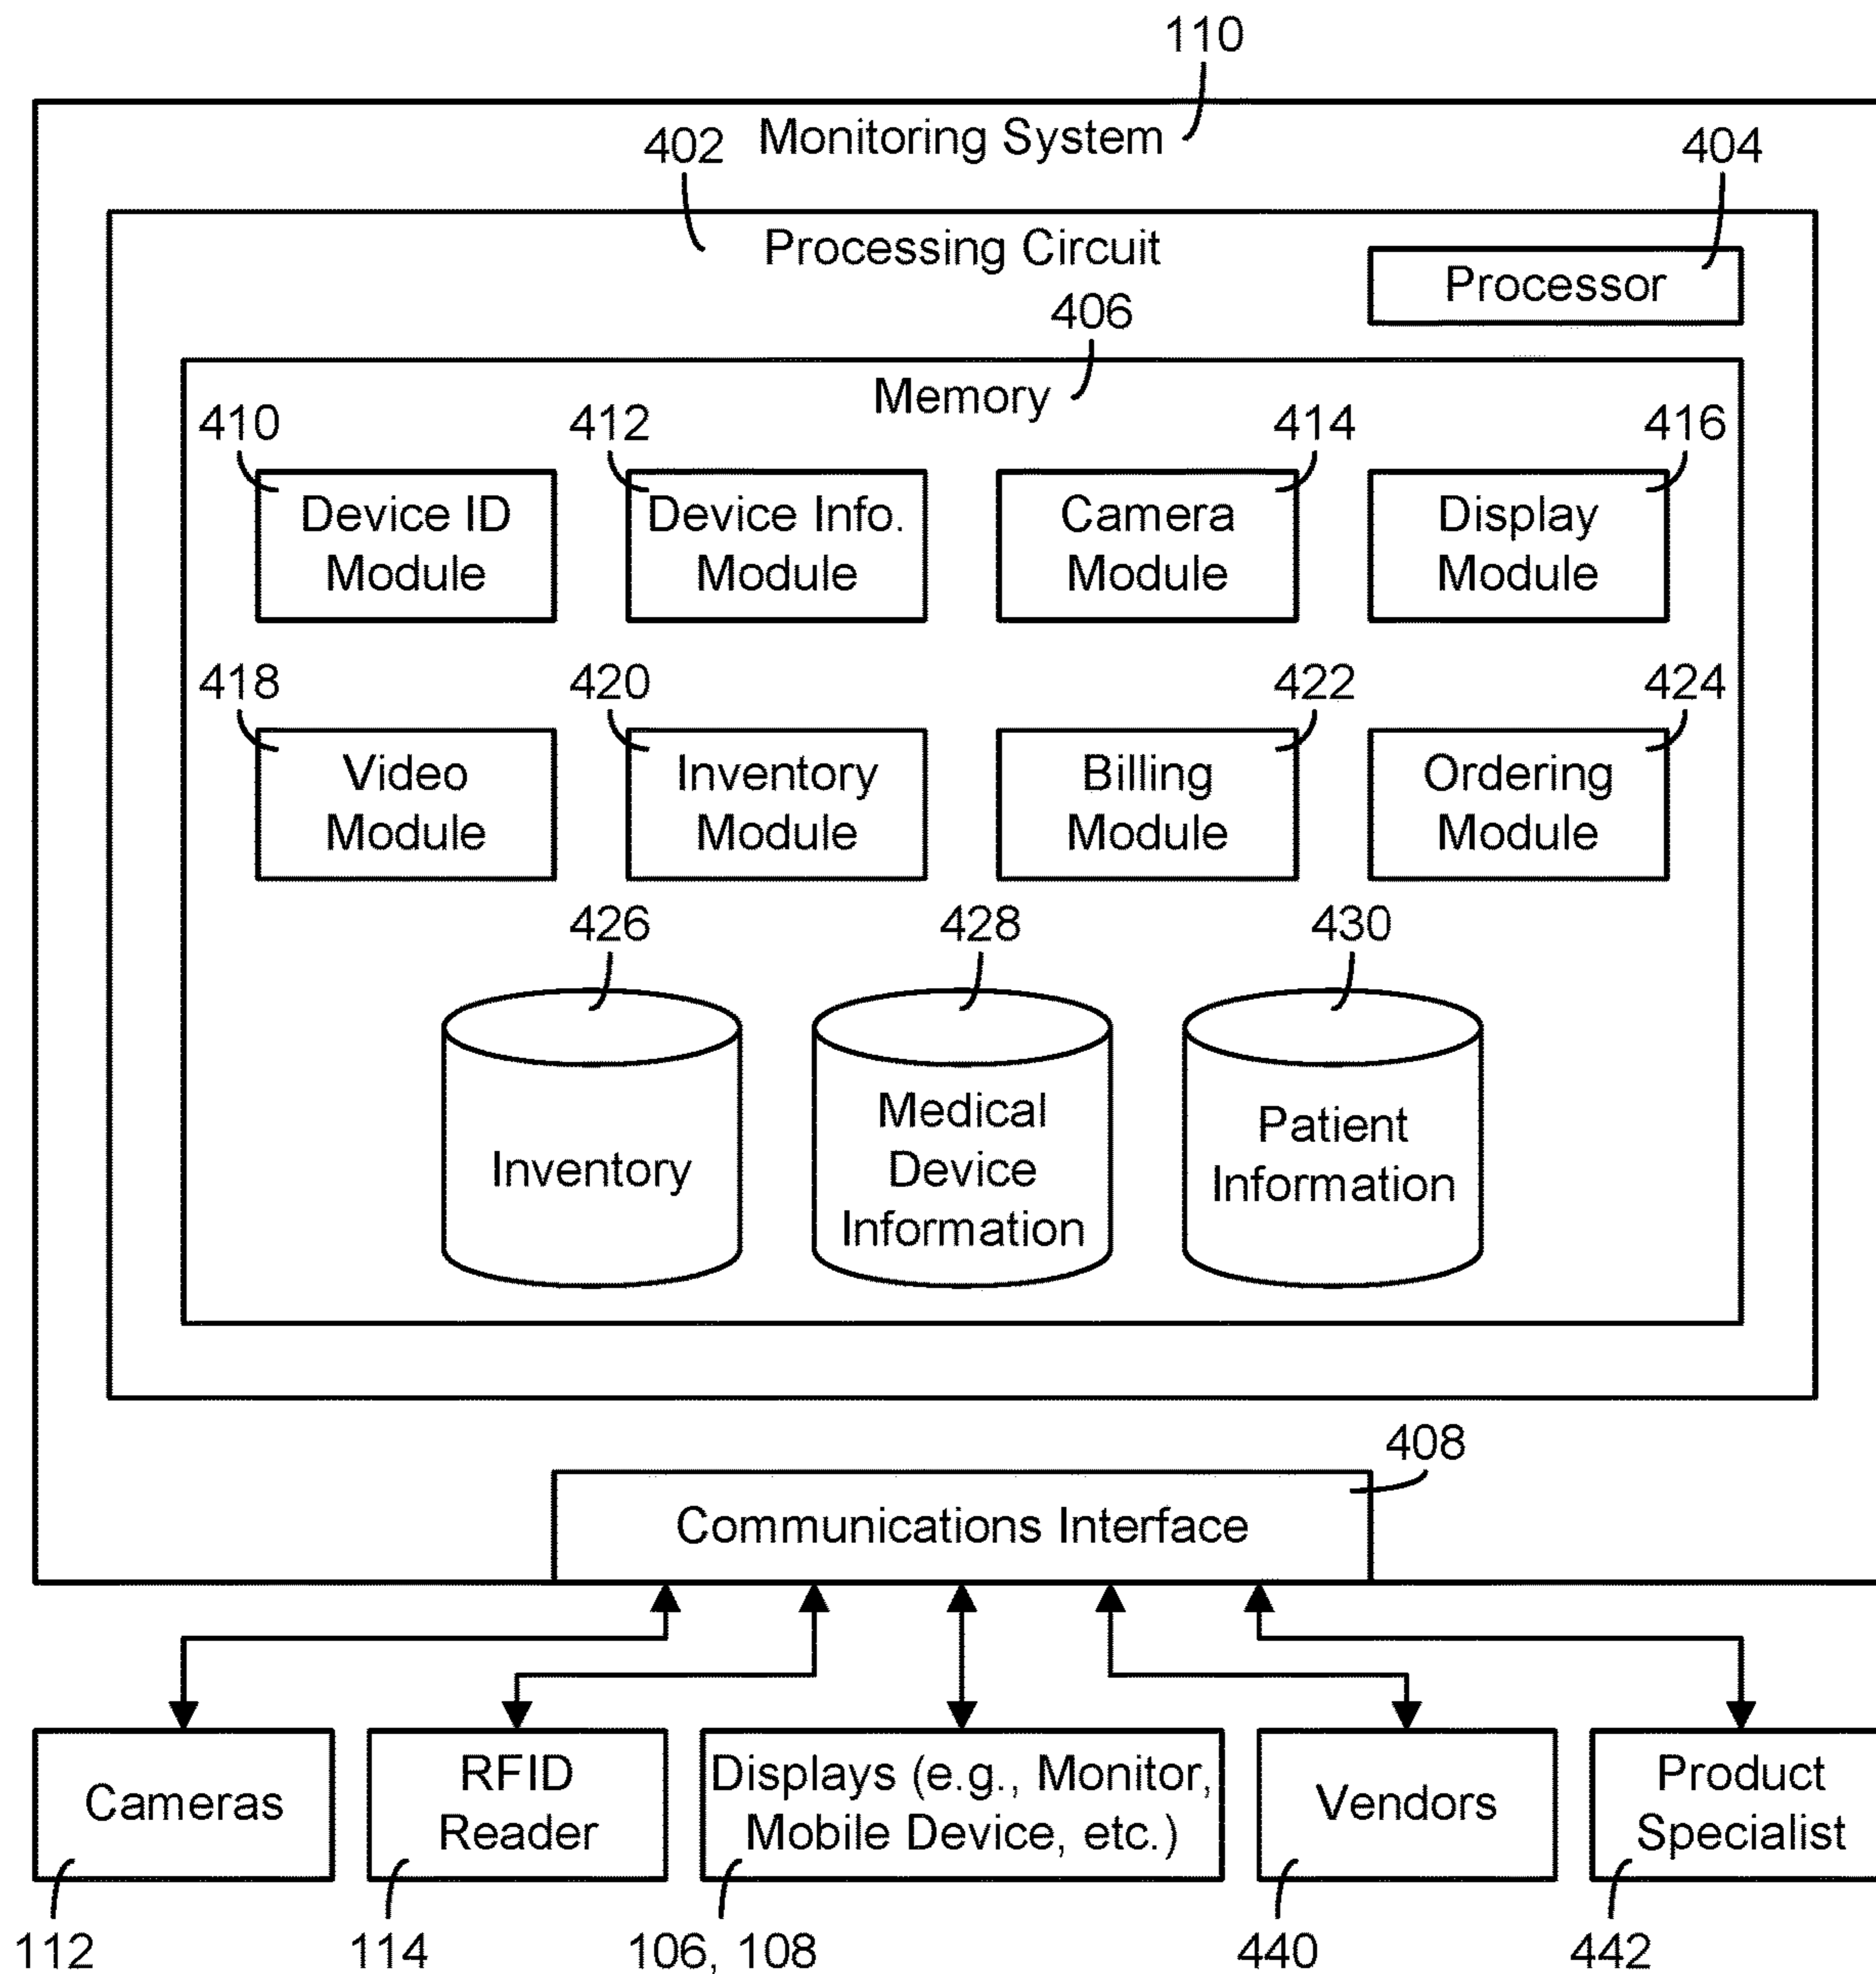 110
Monitoring System
402
404
Processing Circuit
Processor
406
Memory
410
412
414
416
Device ID
Module
Device Info.
Module
Camera
Module
Display
Module
418
420
422
424
Video
Module
Inventory
Module
Billing
Module
Ordering
Module
426
428
430
Inventory
Medical
Device
Information
Patient
Information
408
Communications Interface
Cameras
RFID
Reader
Displays (e.g., Monitor,
Mobile Device, etc.)
Vendors
Product
Specialist
112
114
106, 108
440
442